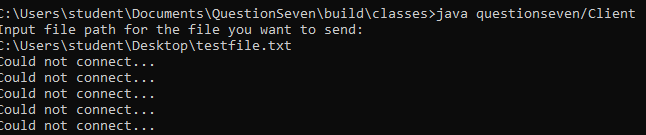 C:\Users\student\Documents\QuestionSeven\build\classes>java questionseven/Client
Input file path for the file you want to send:
C:\Users\student\Desktop\testfile.txt
Could not connect...
Could not connect...
Could not connect...
Could not connect...
Could not connect...